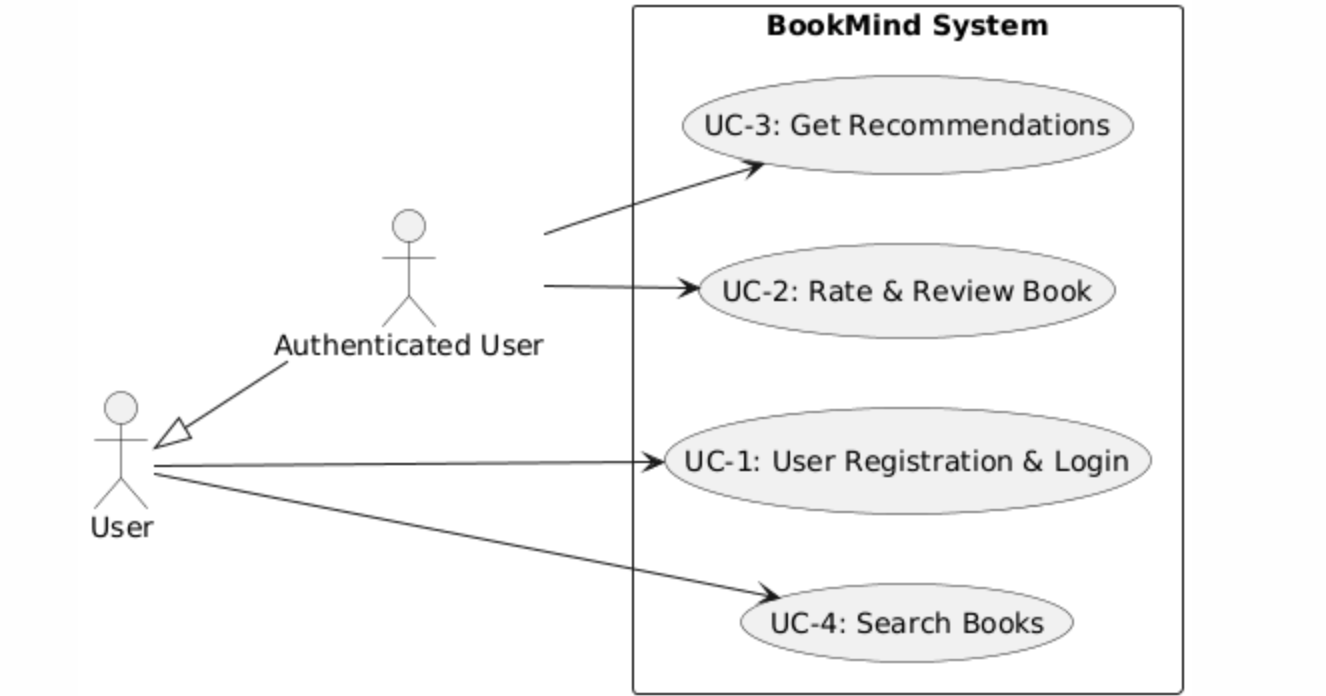 BookMind System
UC-3: Get Recommendations
UC-2: Rate & Review Book
Authenticated User
UC-1: User Registration & Login
User
UC-4: Search Books